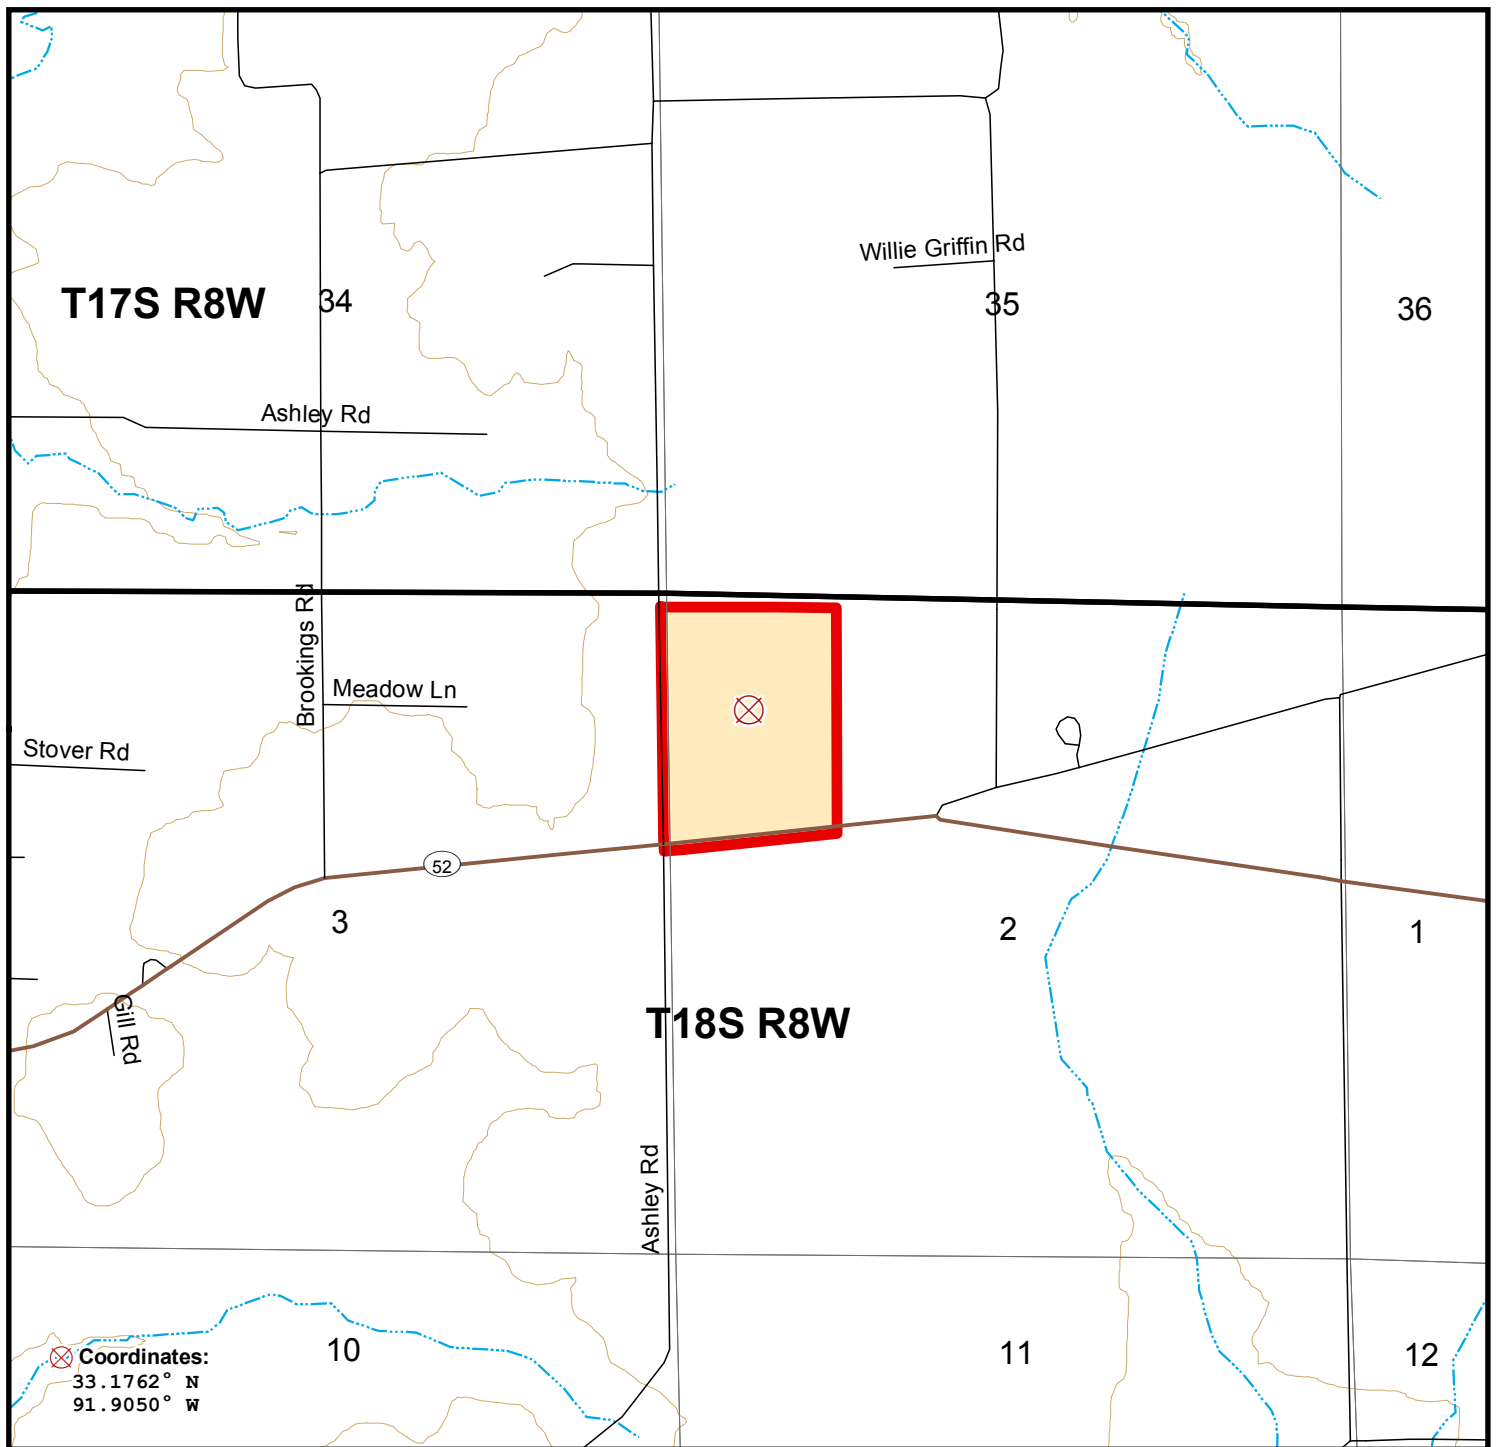 Willie Griffin Rd
T17S R8W
34
35
36
Ashley Rd
Brookings Rd
Meadow Ln
Stover Rd
52
3
2
1
Gill Rd
T18S R8W
Ashley Rd
10
11
12
Coordinates:
33.1762° N
91.9050° W